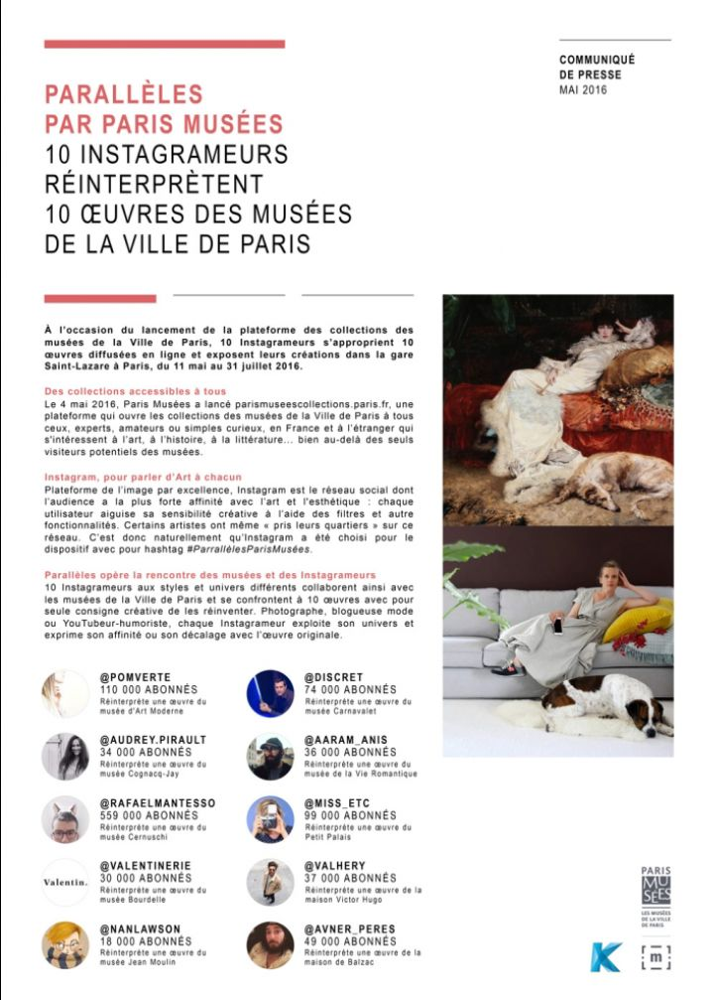 COMMUNIQUÉ
DE PRESSE
MAI 2016
PARALLÈLES
PAR PARIS MUSÉES
10 INSTAGRAMEURS
RÉINTERPRÈTENT
10 ŒUVRES DES MUSÉES
DE LA VILLE DE PARIS
À l'occasion du lancement de la plateforme des collections des
musées de la Ville de Paris, 10 Instagrameurs s'approprient 10
œuvres diffusées en ligne et exposent leurs créations dans la gare
Saint-Lazare à Paris, du 11 mai au 31 juillet 2016.
Des collections accessibles à tous
Le 4 mai 2016, Paris Musées a lancé parismuseescollections.paris.fr, une
plateforme qui ouvre les collections des musées de la Ville de Paris à tous
ceux, experts, amateurs ou simples curieux, en France et à l'étranger qui
s'intéressent à l'art, à l'histoire, à la littérature... bien au-delà des seuls
visiteurs potentiels des musées.
Instagram, pour parler d'Art à chacun
Plateforme de l'image par excellence, Instagram est le réseau social dont
l'audience a la plus forte affinité avec l'art et l'esthétique : chaque
utilisateur aiguise sa sensibilité créative à l'aide des filtres et autre
fonctionnalités. Certains artistes ont même « pris leurs quartiers » sur ce
réseau. C'est donc naturellement qu'Instagram a été choisi pour le
dispositif avec pour hashtag #ParrallèlesParisMusées.
Parallèles opère la rencontre des musées et des Instagrameurs
10 Instagrameurs aux styles et univers différents collaborent ainsi avec
les musées de la Ville de Paris et se confrontent à 10 œuvres avec pour
seule consigne créative de les réinventer. Photographe, blogueuse mode
ou YouTubeur-humoriste, chaque Instagrameur exploite son univers et
exprime son affinité ou son décalage avec l'œuvre originale.
@POMVERTE
110 000 ABONNÉS
Réinterprète une œuvre du
musée d'Art Moderne
@DISCRET
74 000 ABONNÉS
Réinterprète une œuvre du
musée Carnavalet
@AUDREY.PIRAULT
34 000 ABONNÉS
Réinterprète une œuvre du
musée Cognacq-Jay
@AARAM_ANIS
36 000 ABONNÉS
Réinterprète une œuvre du
musée de la Vie Romantique
@RAFAELMANTESSO
559 000 ABONNÉS
Réinterprète une œuvre du
musée Cernuschi
@MISS_ETC
99 000 ABONNÉS
Réinterprète une œuvre du
Petit Palais
Valentin.
@VALENTINERIE
30 000 ABONNÉS
Réinterprète une œuvre du
musée Bourdelle
@VALHERY
37 000 ABONNÉS
Réinterprète une œuvre de la
maison Victor Hugo
@NANLAWSON
18 000 ABONNÉS
Réinterprète une œuvre du
musée Jean Moulin
@AVNER_PERES
49 000 ABONNÉS
Réinterprète une œuvre de la
maison de Balzac
PARIS
MU
SÉES
LES MUSÉES
DE LA VILLE
DE PARIS
K
[m]